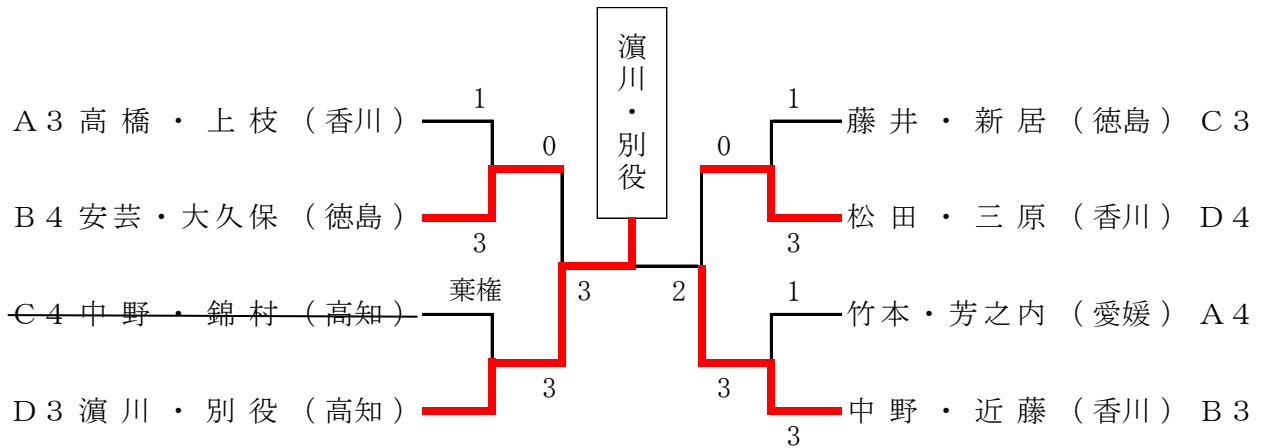 濵川・別役
1
1
A3 高橋・上枝（香川）
藤井・新居（徳島） C3
0
0
B4 安芸・大久保（徳島）
松田・三原（香川） D4
3
3
棄権
3
2
1
C4 中野・錦村（高知）
竹本・芳之内（愛媛） A4
3
3
D3 濵川・別役（高知）
中野・近藤（香川） B3
3